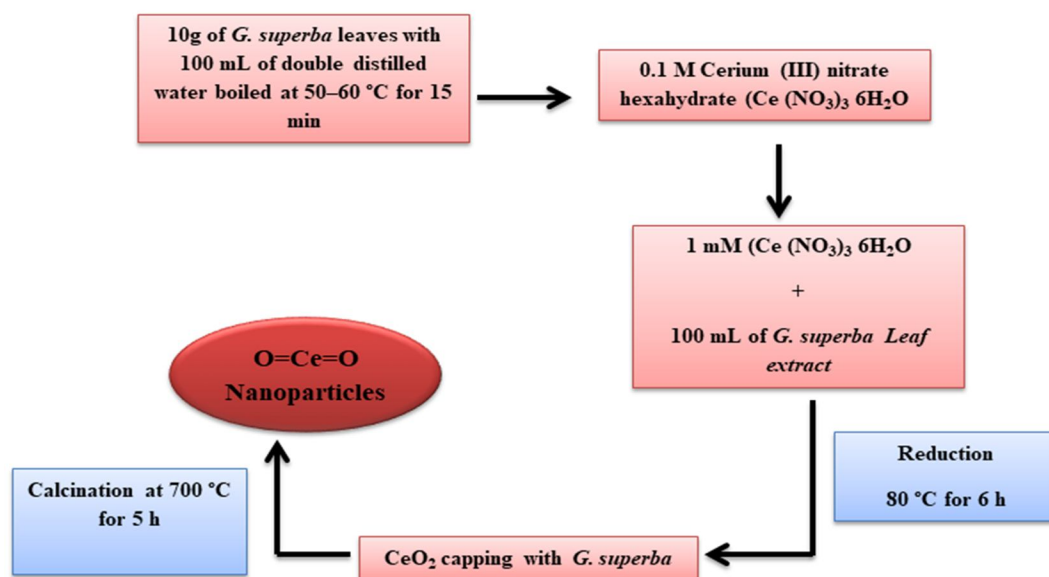 10g of G. superba leaves with
100 mL of double distilled
water boiled at 50–60 °C for 15
min
0.1 M Cerium (III) nitrate
hexahydrate (Ce (NO₃)₃ 6H₂O
1 mM (Ce (NO₃)₃ 6H₂O
+
100 mL of G. superba Leaf
extract
Reduction
80 °C for 6 h
CeO₂ capping with G. superba
Calcination at 700 °C
for 5 h
O=Ce=O
Nanoparticles